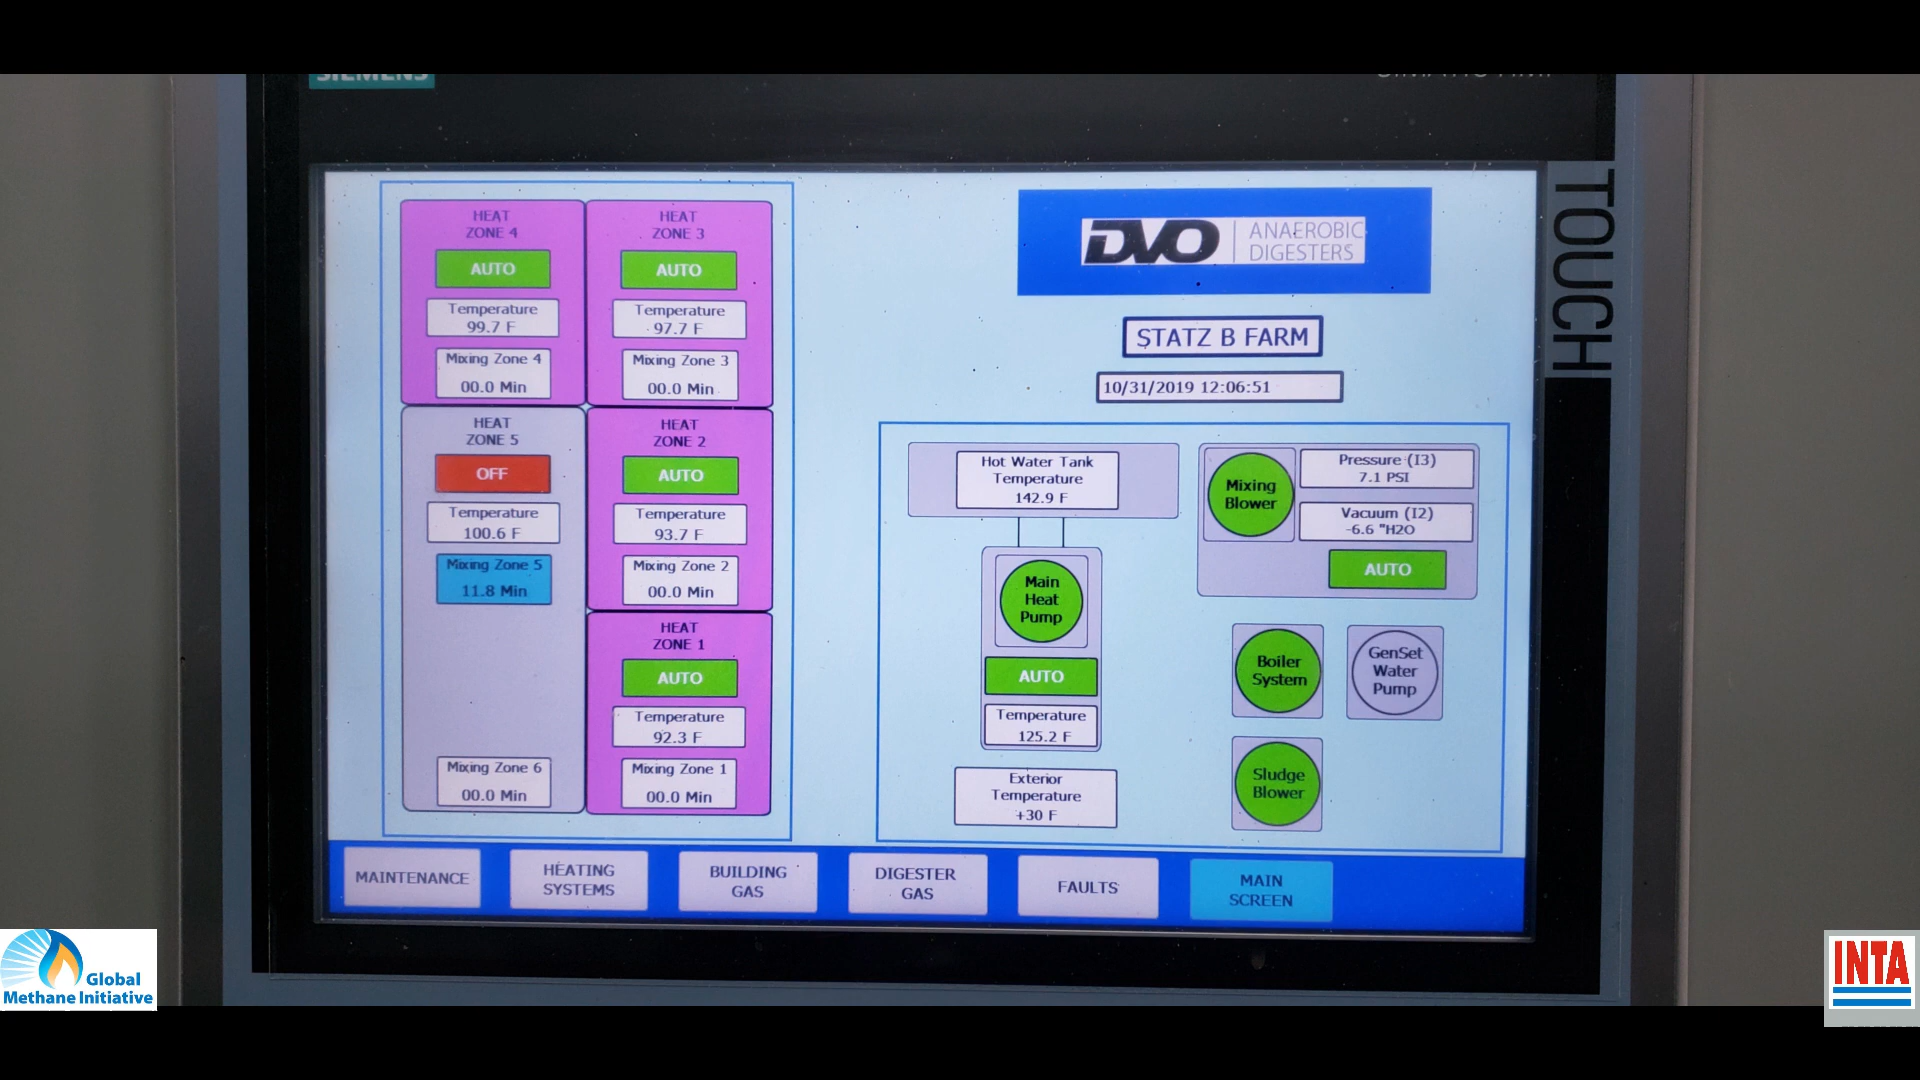 SIEMENS
SIMATIC HMI
TOUCH
HEAT
ZONE 4
AUTO
Temperature
99.7 F
Mixing Zone 4
00.0 Min
HEAT
ZONE 3
AUTO
Temperature
97.7 F
Mixing Zone 3
00.0 Min
HEAT
ZONE 5
OFF
Temperature
100.6 F
Mixing Zone 5
11.8 Min
Mixing Zone 6
00.0 Min
HEAT
ZONE 2
AUTO
Temperature
93.7 F
Mixing Zone 2
00.0 Min
HEAT
ZONE 1
AUTO
Temperature
92.3 F
Mixing Zone 1
00.0 Min
DVO ANAEROBIC
DIGESTERS
STATZ B FARM
10/31/2019 12:06:51
Hot Water Tank
Temperature
142.9 F
Main
Heat
Pump
AUTO
Temperature
125.2 F
Exterior
Temperature
+30 F
Mixing
Blower
Pressure (I3)
7.1 PSI
Vacuum (I2)
-6.6 "H2O
AUTO
Boiler
System
GenSet
Water
Pump
Sludge
Blower
MAINTENANCE
HEATING
SYSTEMS
BUILDING
GAS
DIGESTER
GAS
FAULTS
MAIN
SCREEN
Global
Methane Initiative
INTA